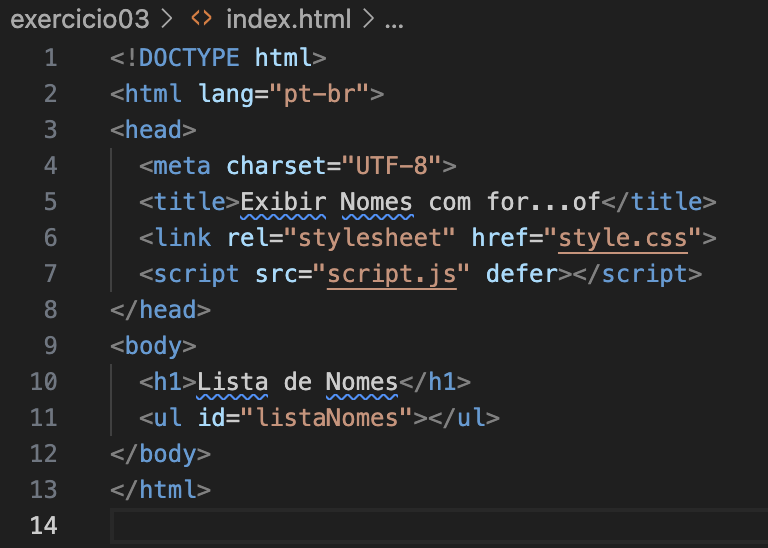 exercicio03 > <> index.html > ...
1 <!DOCTYPE html>
2 <html lang="pt-br">
3 <head>
4   <meta charset="UTF-8">
5   <title>Exibir Nomes com for...of</title>
6   <link rel="stylesheet" href="style.css">
7   <script src="script.js" defer></script>
8 </head>
9 <body>
10   <h1>Lista de Nomes</h1>
11   <ul id="listaNomes"></ul>
12 </body>
13 </html>
14